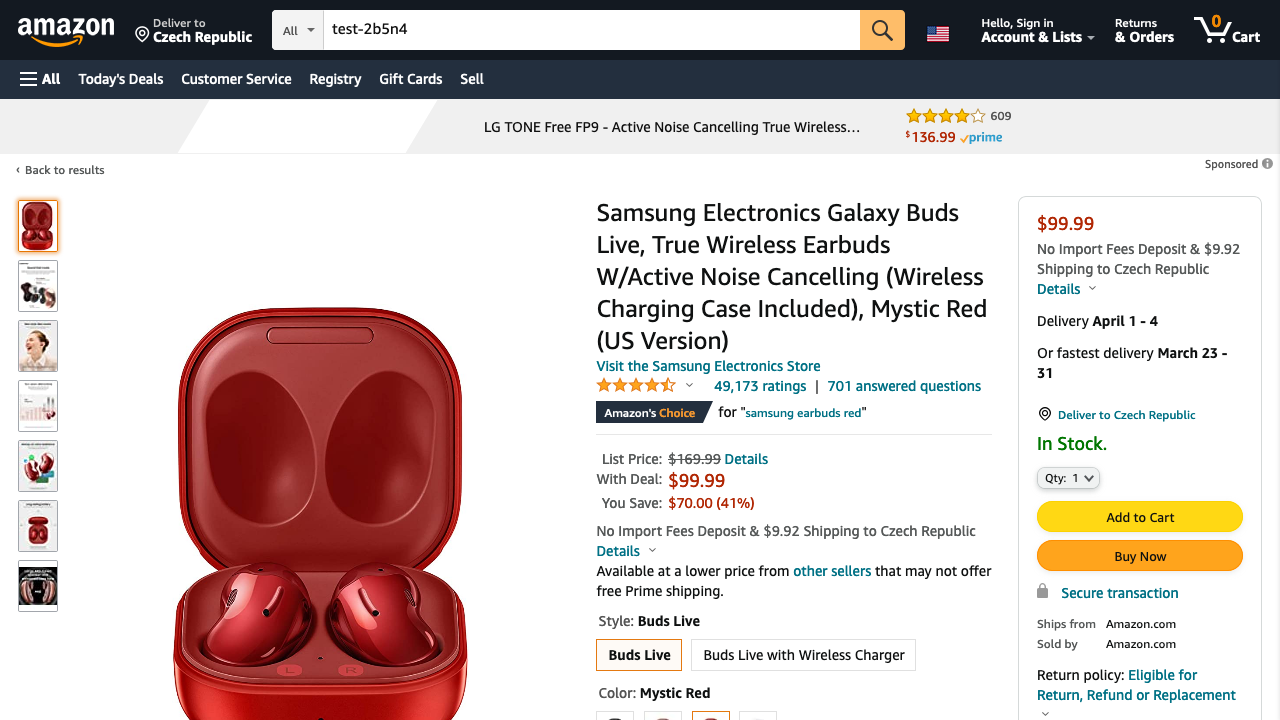 amazon
Deliver to
Czech Republic
All
test-2b5n4
Hello, Sign in
Account & Lists
Returns
& Orders
0
Cart
All
Today's Deals
Customer Service
Registry
Gift Cards
Sell
LG TONE Free FP9 - Active Noise Cancelling True Wireless…
609
$136.99 prime
‹ Back to results
Sponsored
Samsung Electronics Galaxy Buds
Live, True Wireless Earbuds
W/Active Noise Cancelling (Wireless
Charging Case Included), Mystic Red
(US Version)
Visit the Samsung Electronics Store
49,173 ratings | 701 answered questions
Amazon's Choice for "samsung earbuds red"
List Price: $169.99 Details
With Deal: $99.99
You Save: $70.00 (41%)
No Import Fees Deposit & $9.92 Shipping to Czech Republic
Details
Available at a lower price from other sellers that may not offer
free Prime shipping.
Style: Buds Live
Buds Live
Buds Live with Wireless Charger
Color: Mystic Red
L
R
$99.99
No Import Fees Deposit & $9.92
Shipping to Czech Republic
Details
Delivery April 1 - 4
Or fastest delivery March 23 -
31
Deliver to Czech Republic
In Stock.
Qty: 1
Add to Cart
Buy Now
Secure transaction
Ships from Amazon.com
Sold by Amazon.com
Return policy: Eligible for
Return, Refund or Replacement